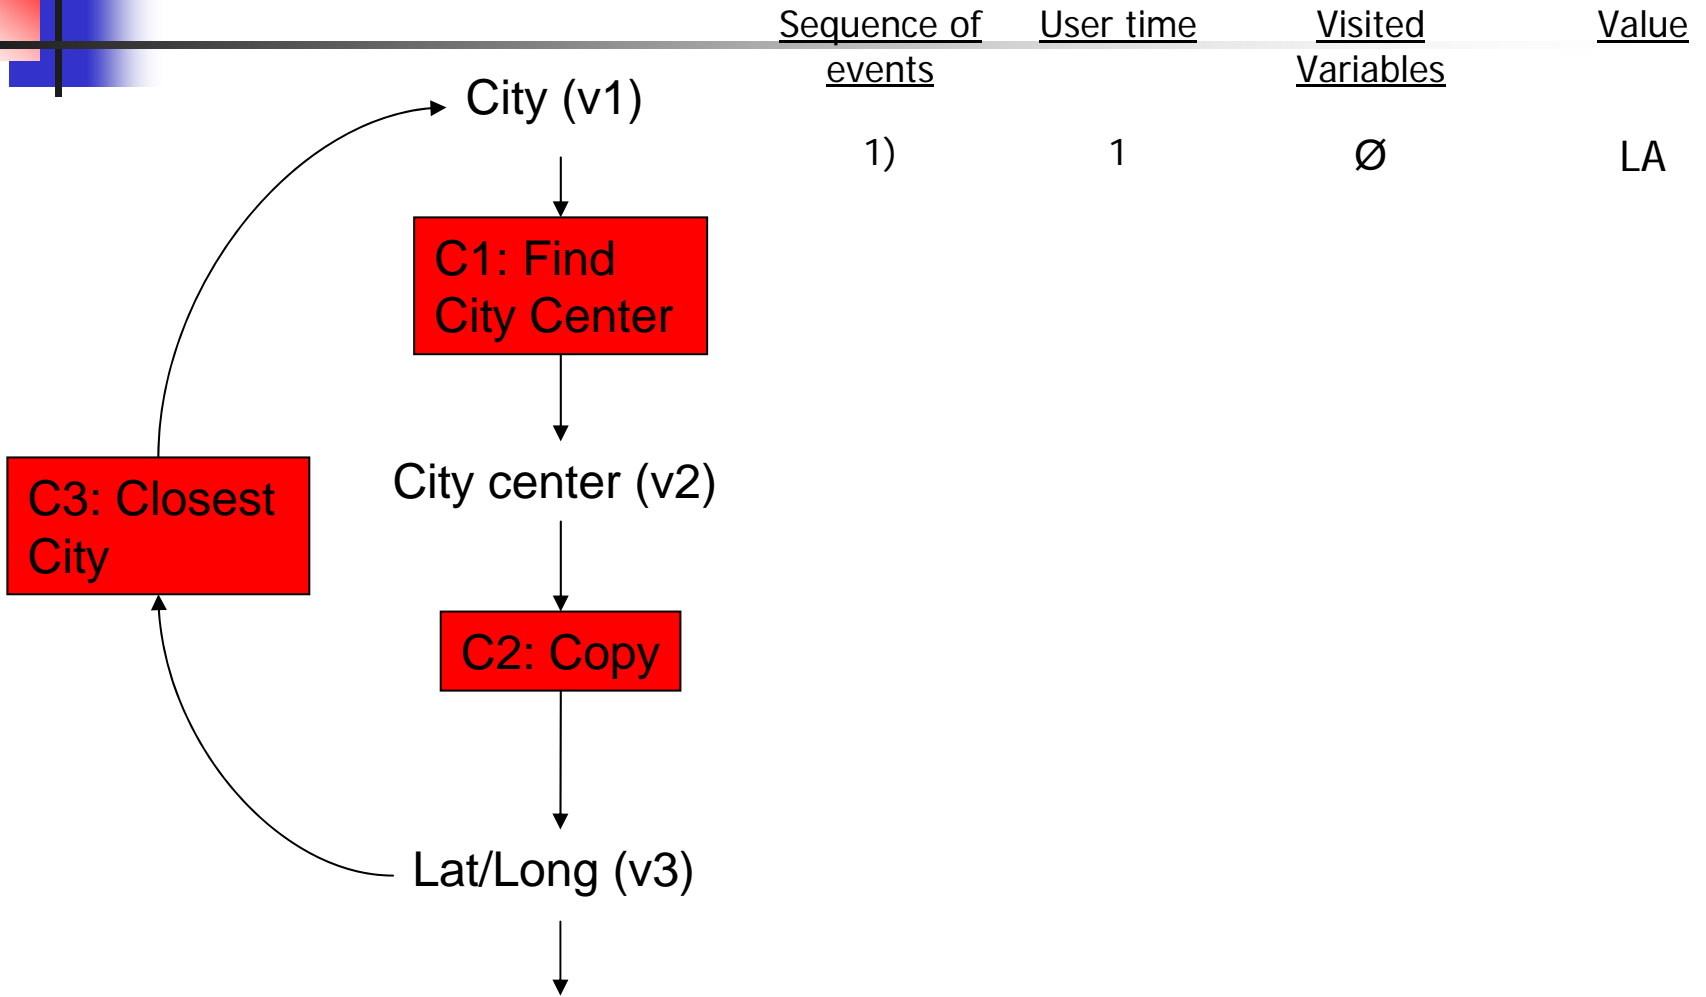 Sequence of events
User time
Visited Variables
Value
1)
1
Ø
LA
City (v1)
C1: Find
City Center
City center (v2)
C3: Closest
City
C2: Copy
Lat/Long (v3)